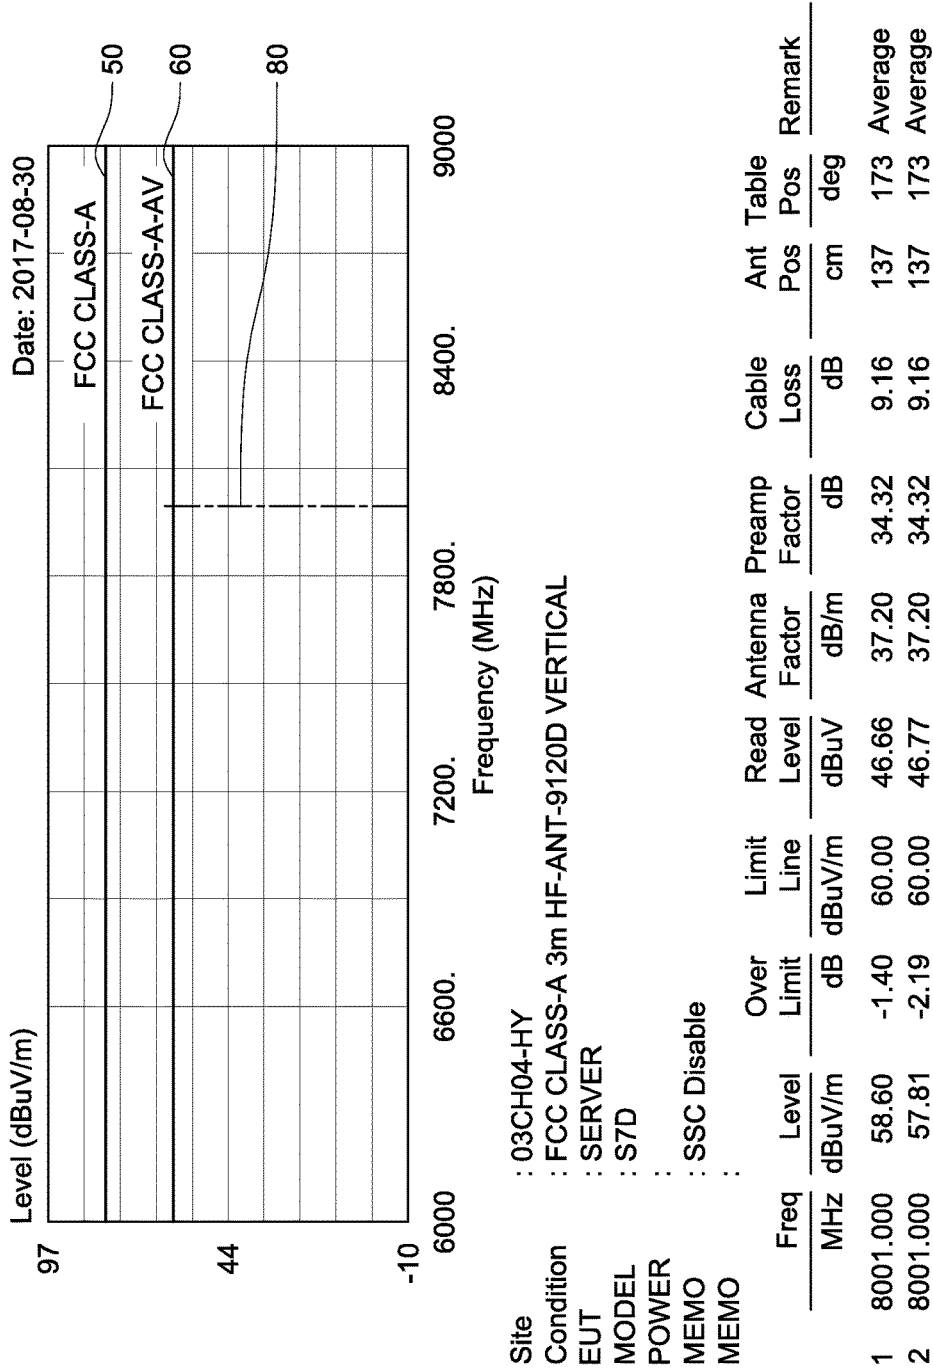 Level (dBuV/m) Date: 2017-08-30
97
FCC CLASS-A
50
FCC CLASS-A-AV
60
44
80
-10
6000 6600. 7200. 7800. 8400. 9000
Frequency (MHz)
Site : 03CH04-HY
Condition : FCC CLASS-A 3m HF-ANT-9120D VERTICAL
EUT : SERVER
MODEL : S7D
POWER :
MEMO : SSC Disable
MEMO :
Over Limit Read Antenna Preamp Cable Ant Table
Freq Level Limit Line Level Factor Factor Loss Pos Pos Remark
MHz dBuV/m dB dBuV/m dBuV dB/m dB dB cm deg
1 8001.000 58.60 -1.40 60.00 46.66 37.20 34.32 9.16 137 173 Average
2 8001.000 57.81 -2.19 60.00 46.77 37.20 34.32 9.16 137 173 Average